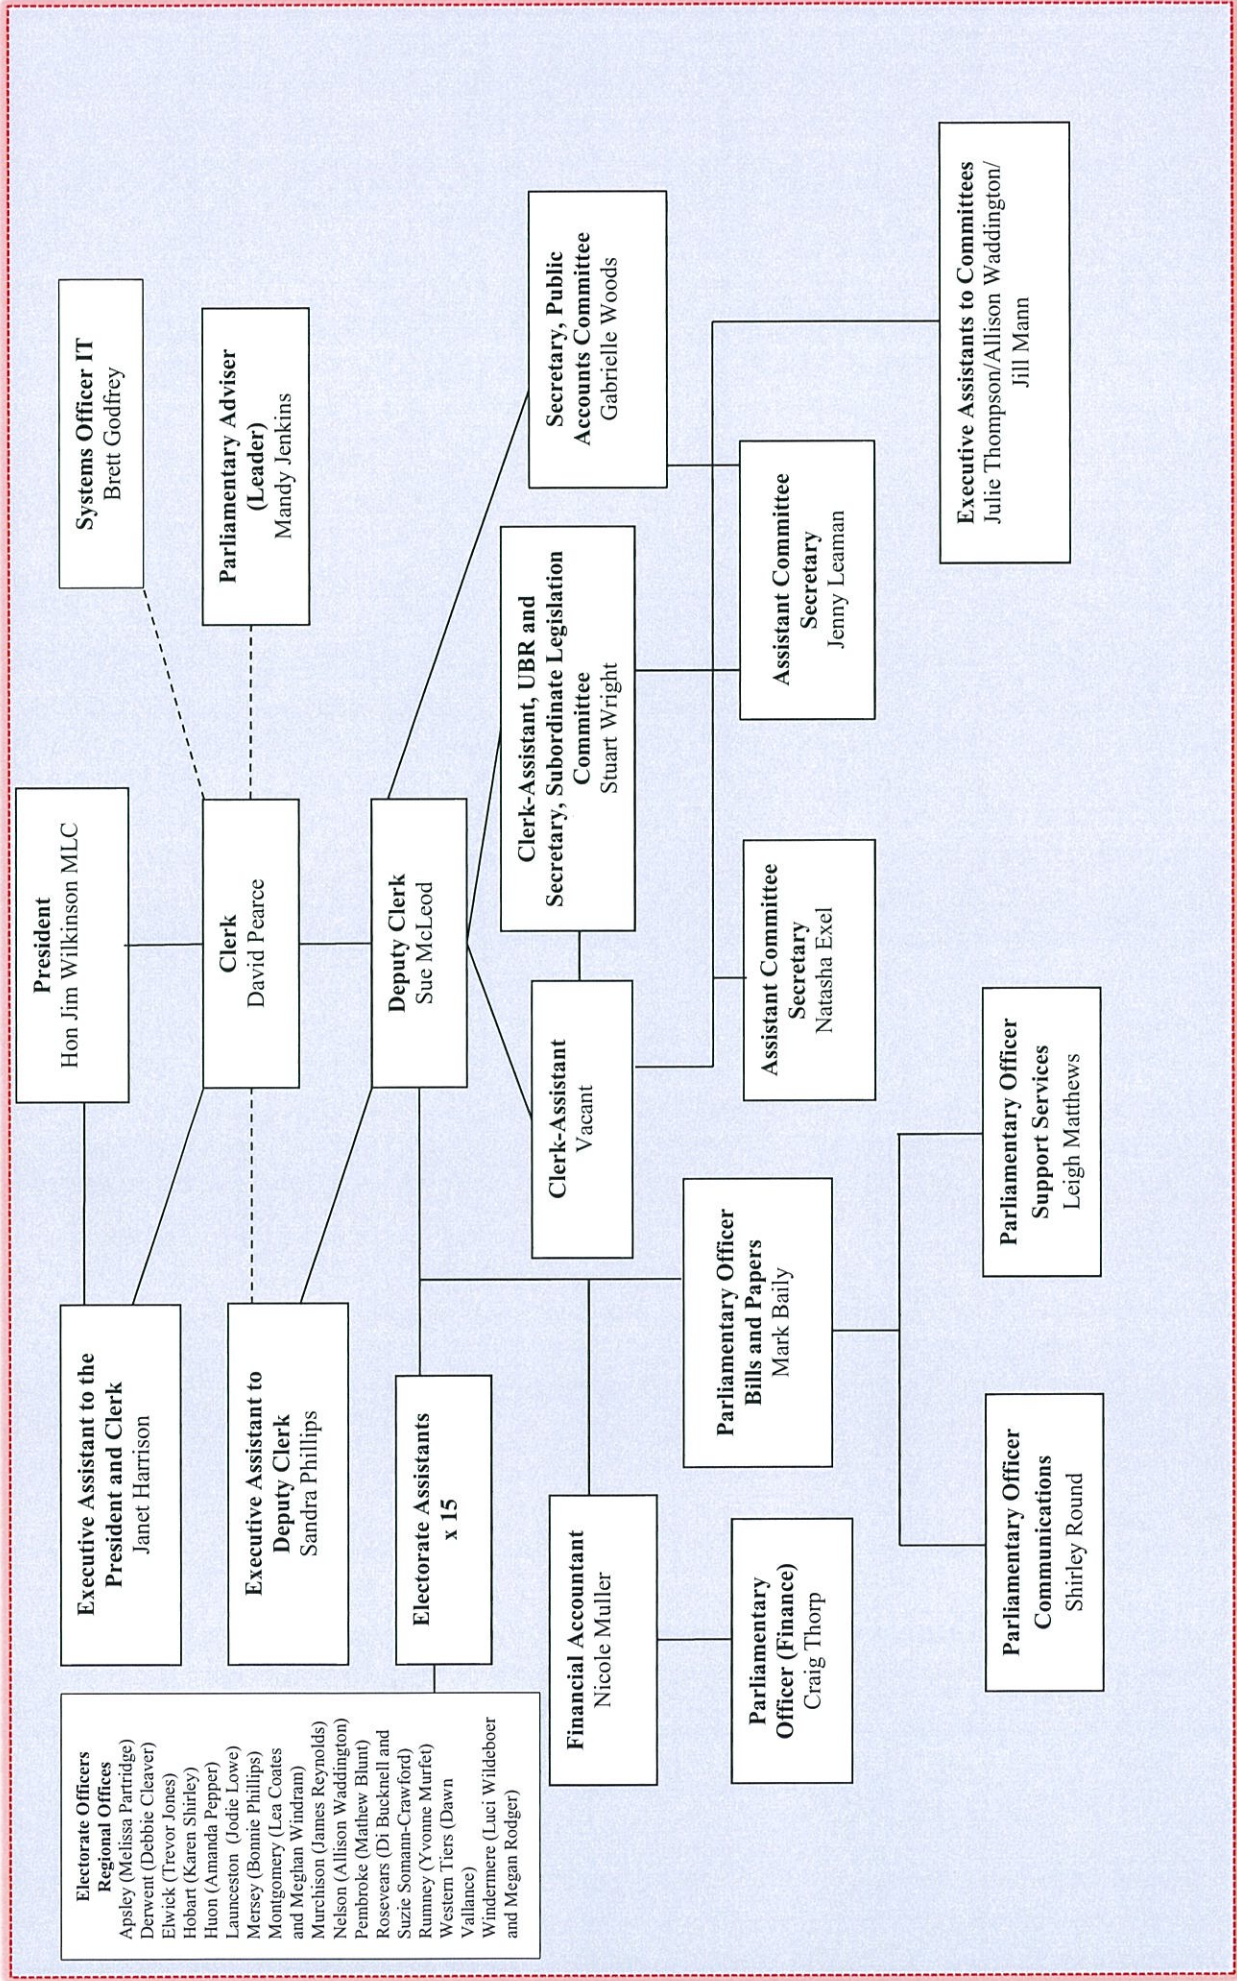 President
Hon Jim Wilkinson MLC
Systems Officer IT
Brett Godfrey
Executive Assistant to the
President and Clerk
Janet Harrison
Clerk
David Pearce
Parliamentary Adviser
(Leader)
Mandy Jenkins
Executive Assistant to
Deputy Clerk
Sandra Phillips
Deputy Clerk
Sue McLeod
Electorate Officers
Regional Offices
Apsley (Melissa Partridge)
Derwent (Debbie Cleaver)
Elwick (Trevor Jones)
Hobart (Karen Shirley)
Huon (Amanda Pepper)
Launceston (Jodie Lowe)
Mersey (Bonnie Phillips)
Montgomery (Lea Coates
and Meghan Windram)
Murchison (James Reynolds)
Nelson (Allison Waddington)
Pembroke (Mathew Blunt)
Rosevears (Di Bucknell and
Suzie Somann-Crawford)
Rumney (Yvonne Murfet)
Western Tiers (Dawn
Vallance)
Windermere (Luci Wildeboer
and Megan Rodger)
Electorate Assistants
x 15
Clerk-Assistant
Vacant
Clerk-Assistant, UBR and
Secretary, Subordinate Legislation
Committee
Stuart Wright
Secretary, Public
Accounts Committee
Gabrielle Woods
Financial Accountant
Nicole Muller
Parliamentary Officer
Bills and Papers
Mark Baily
Assistant Committee
Secretary
Natasha Exel
Assistant Committee
Secretary
Jenny Leaman
Parliamentary
Officer (Finance)
Craig Thorp
Executive Assistants to Committees
Julie Thompson/Allison Waddington/
Jill Mann
Parliamentary Officer
Communications
Shirley Round
Parliamentary Officer
Support Services
Leigh Matthews